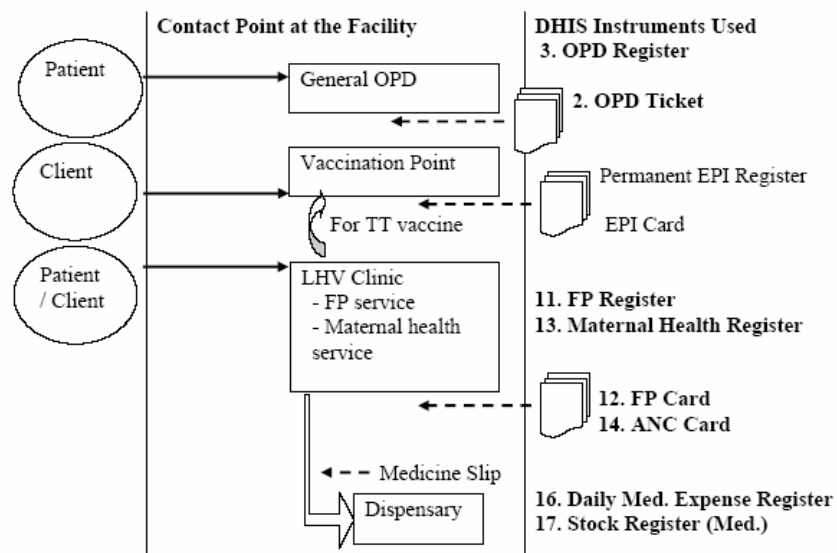 Contact Point at the Facility
DHIS Instruments Used
3. OPD Register
Patient
General OPD
2. OPD Ticket
Client
Vaccination Point
Permanent EPI Register
For TT vaccine
EPI Card
Patient
/ Client
LHV Clinic
- FP service
- Maternal health
service
11. FP Register
13. Maternal Health Register
12. FP Card
14. ANC Card
Medicine Slip
Dispensary
16. Daily Med. Expense Register
17. Stock Register (Med.)